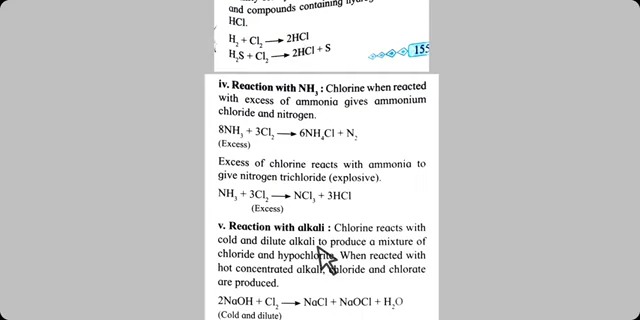 and compounds containing
HCl.
H₂ + Cl₂ ⟶ 2HCl
H₂S + Cl₂ ⟶ 2HCl + S
155
iv. Reaction with NH₃ : Chlorine when reacted
with excess of ammonia gives ammonium
chloride and nitrogen.
8NH₃ + 3Cl₂ ⟶ 6NH₄Cl + N₂
(Excess)
Excess of chlorine reacts with ammonia to
give nitrogen trichloride (explosive).
NH₃ + 3Cl₂ ⟶ NCl₃ + 3HCl
(Excess)
v. Reaction with alkali : Chlorine reacts with
cold and dilute alkali to produce a mixture of
chloride and hypochlorite. When reacted with
hot concentrated alkali, chloride and chlorate
are produced.
2NaOH + Cl₂ ⟶ NaCl + NaOCl + H₂O
(Cold and dilute)